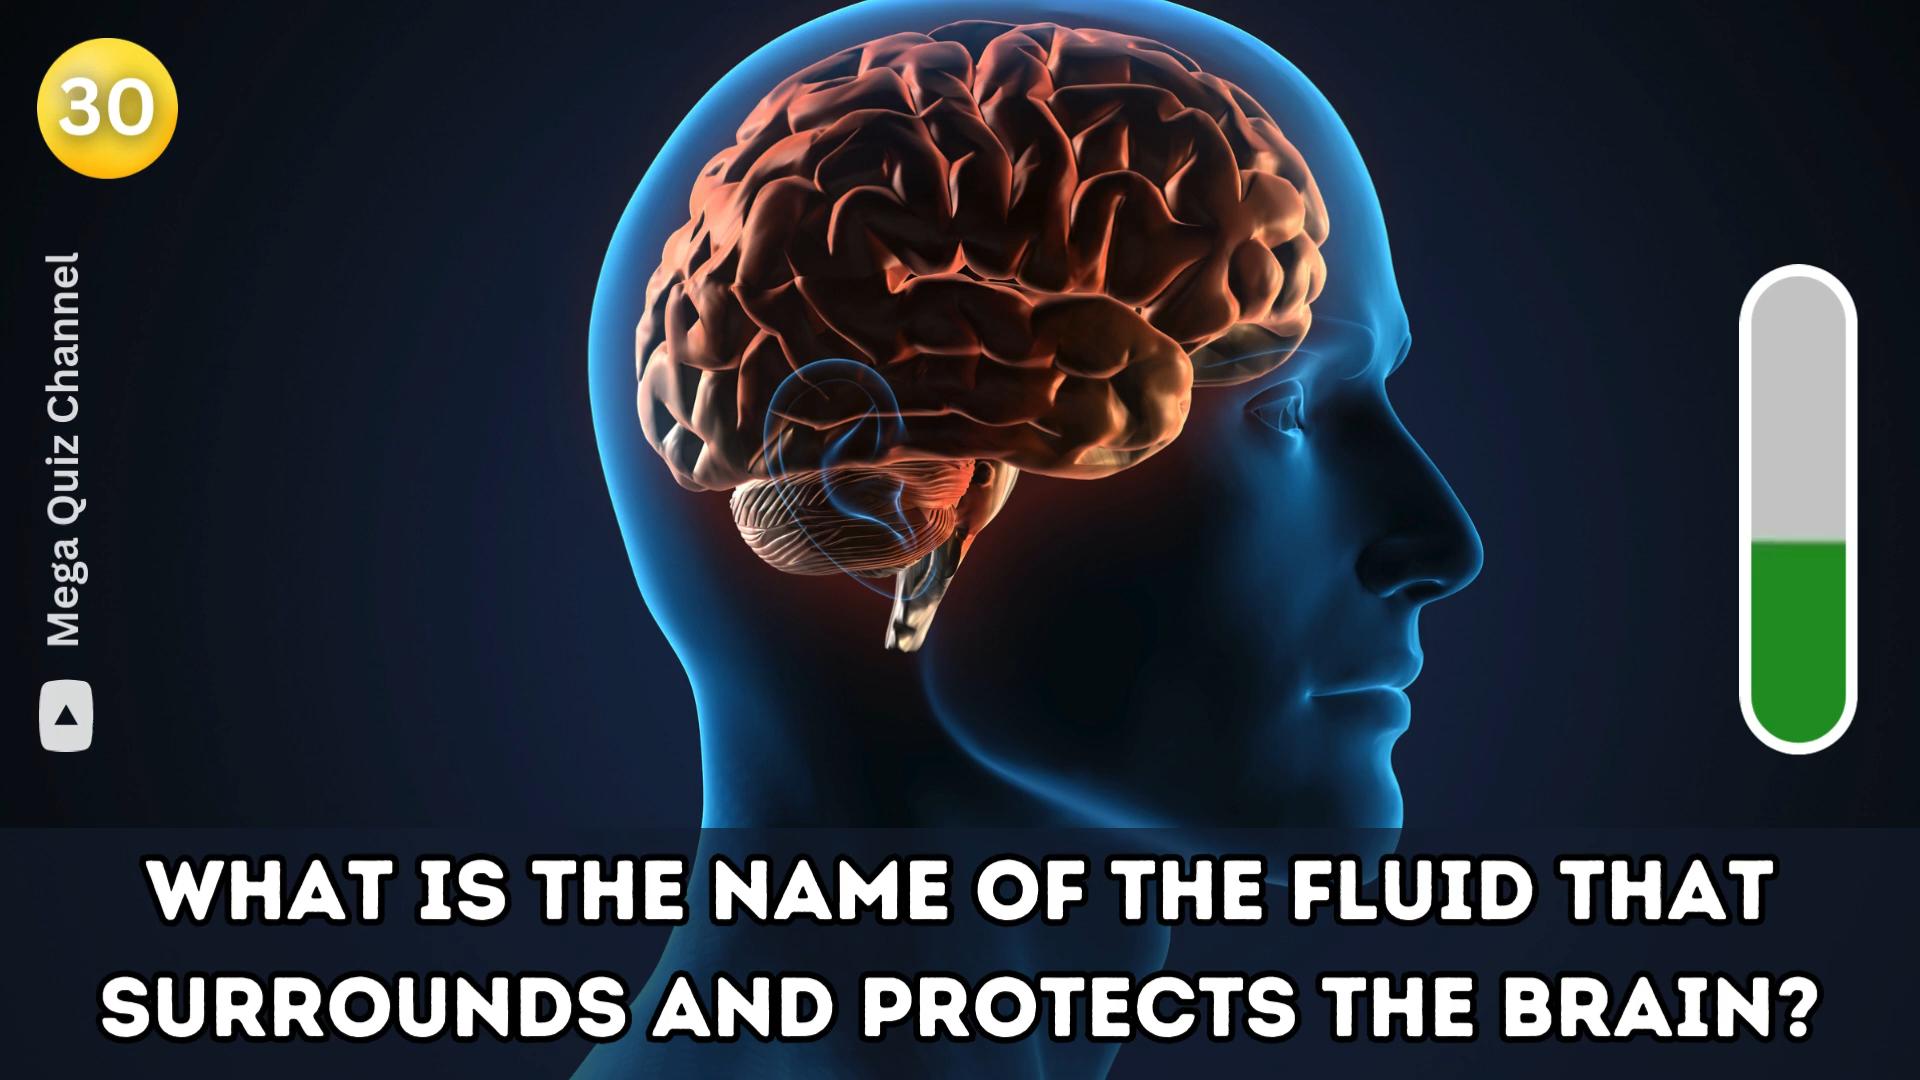 30
Mega Quiz Channel
WHAT IS THE NAME OF THE FLUID THAT
SURROUNDS AND PROTECTS THE BRAIN?